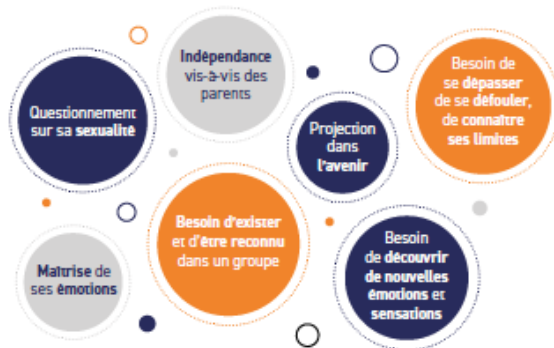 Questionnement
sur sa sexualité
Indépendance
vis-à-vis des
parents
Projection
dans
l'avenir
Besoin de
se dépasser
de se défouler,
de connaître
ses limites
Maîtrise de
ses émotions
Besoin d'exister
et d'être reconnu
dans un groupe
Besoin
de découvrir
de nouvelles
émotions et
sensations